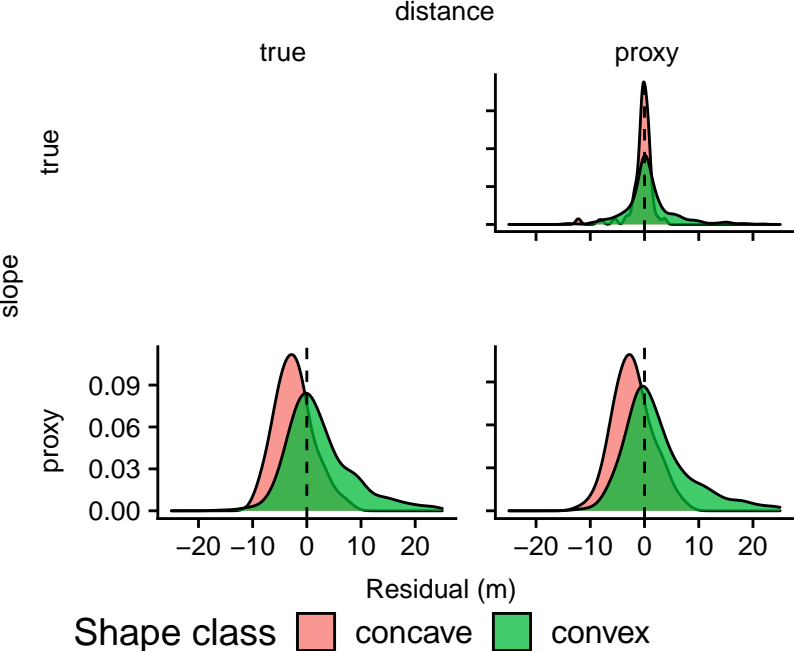 distance
true proxy
true
slope
proxy
0.09
0.06
0.03
0.00
−20 −10 0 10 20 −20 −10 0 10 20
Residual (m)
Shape class concave convex